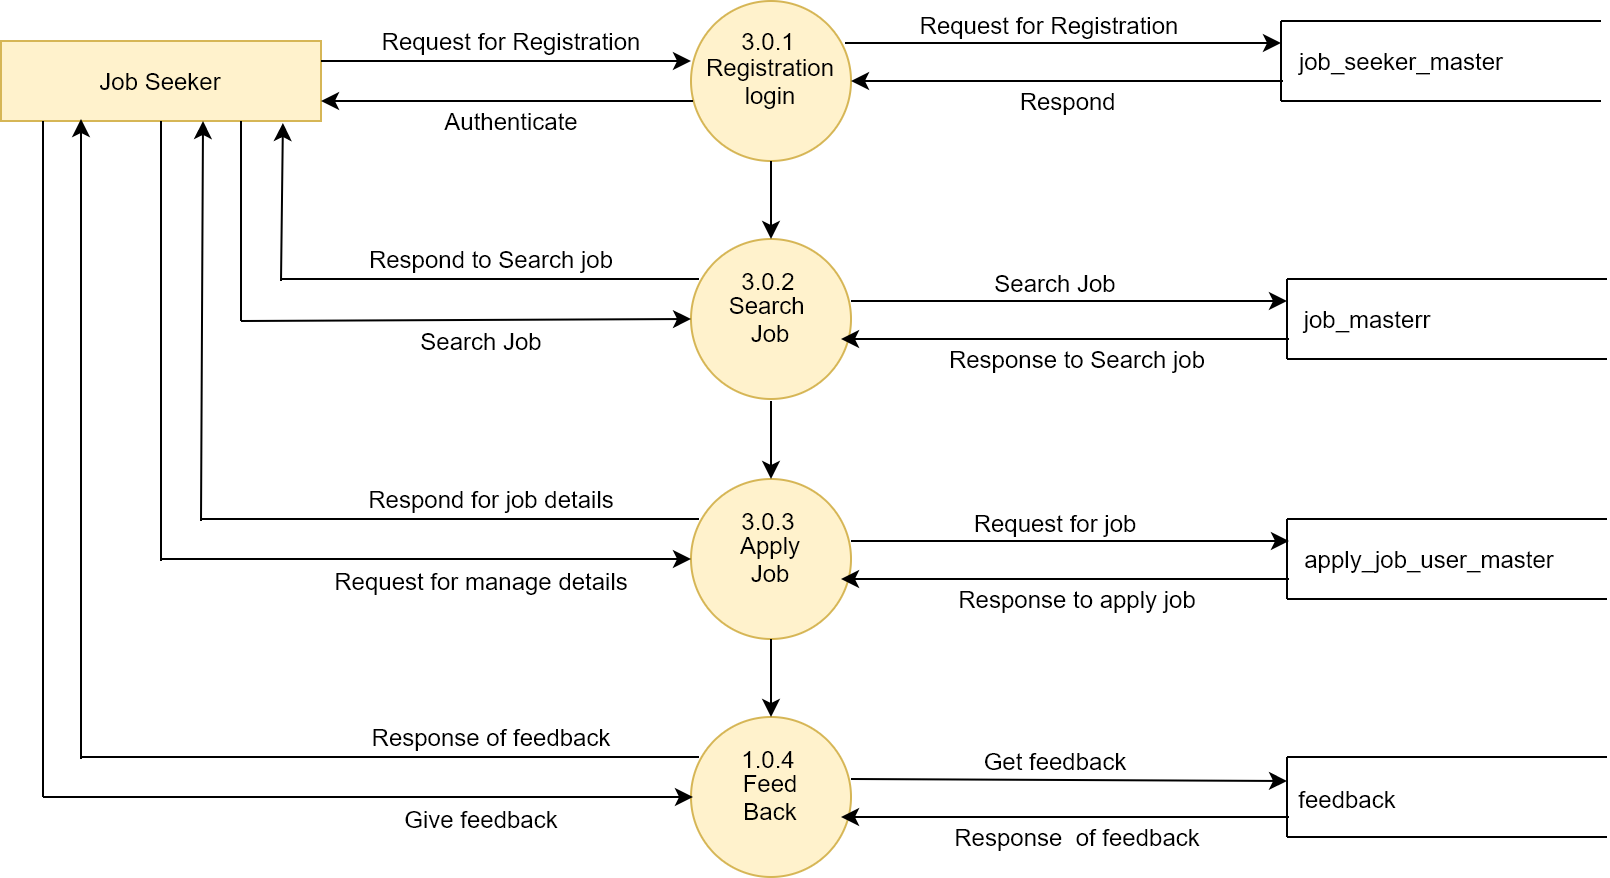 Job Seeker
Request for Registration
Authenticate
3.0.1
Registration
login
Request for Registration
Respond
job_seeker_master
Respond to Search job
Search Job
3.0.2
Search
Job
Search Job
Response to Search job
job_masterr
Respond for job details
Request for manage details
3.0.3
Apply
Job
Request for job
Response to apply job
apply_job_user_master
Response of feedback
Give feedback
1.0.4
Feed
Back
Get feedback
Response  of feedback
feedback